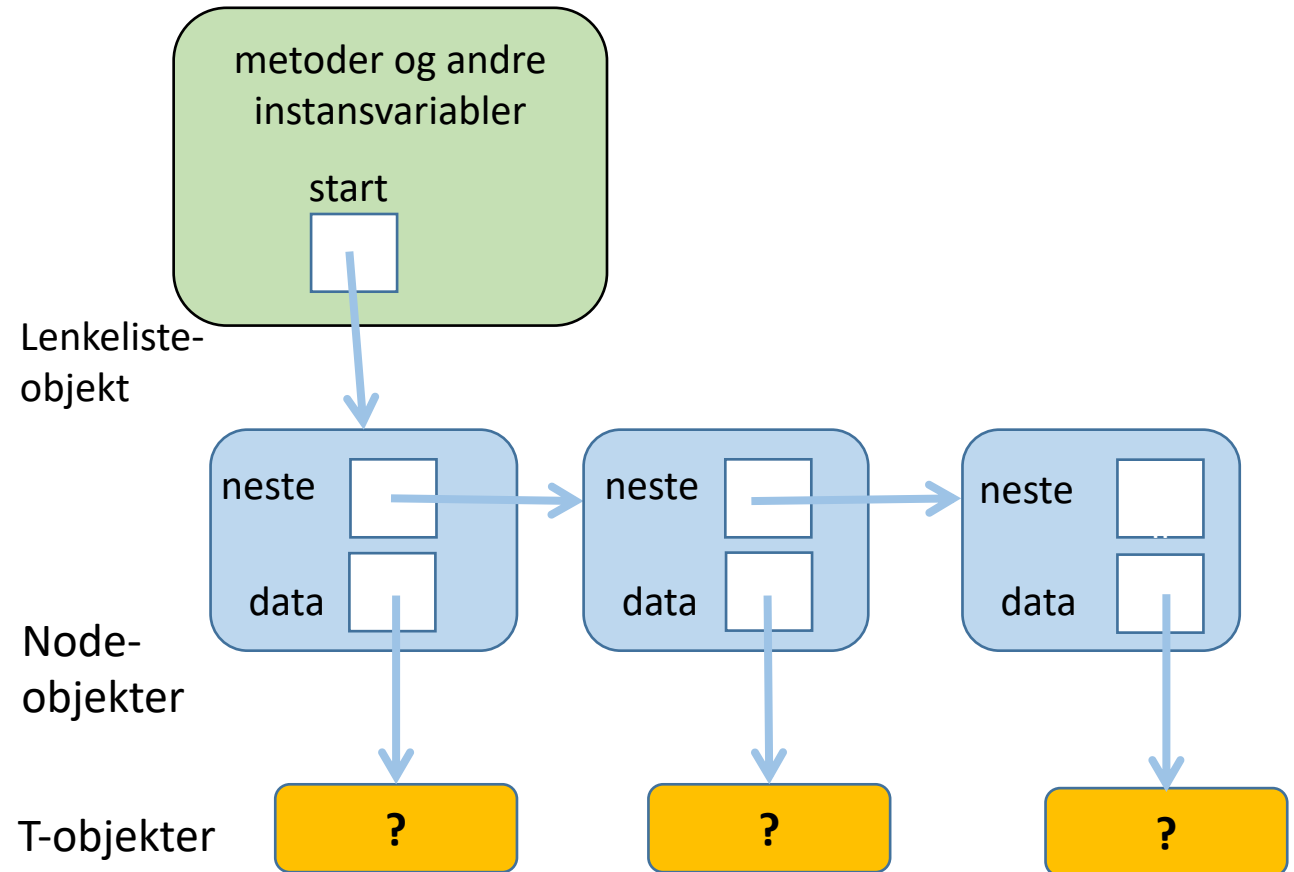 metoder og andre
instansvariabler
start
Lenkeliste-
objekt
neste
neste
neste
data
data
data
Node-
objekter
T-objekter
?
?
?